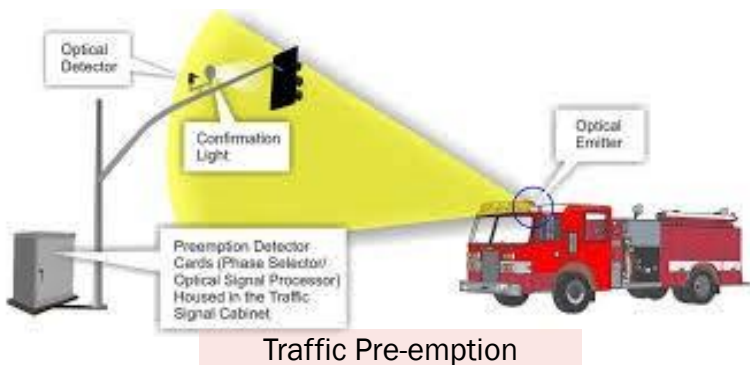 Optical
Detector
Confirmation
Light
Optical
Emitter
Preemption Detector
Cards (Phase Selector/
Optical Signal Processor)
Housed in the Traffic
Signal Cabinet
Traffic Pre-emption